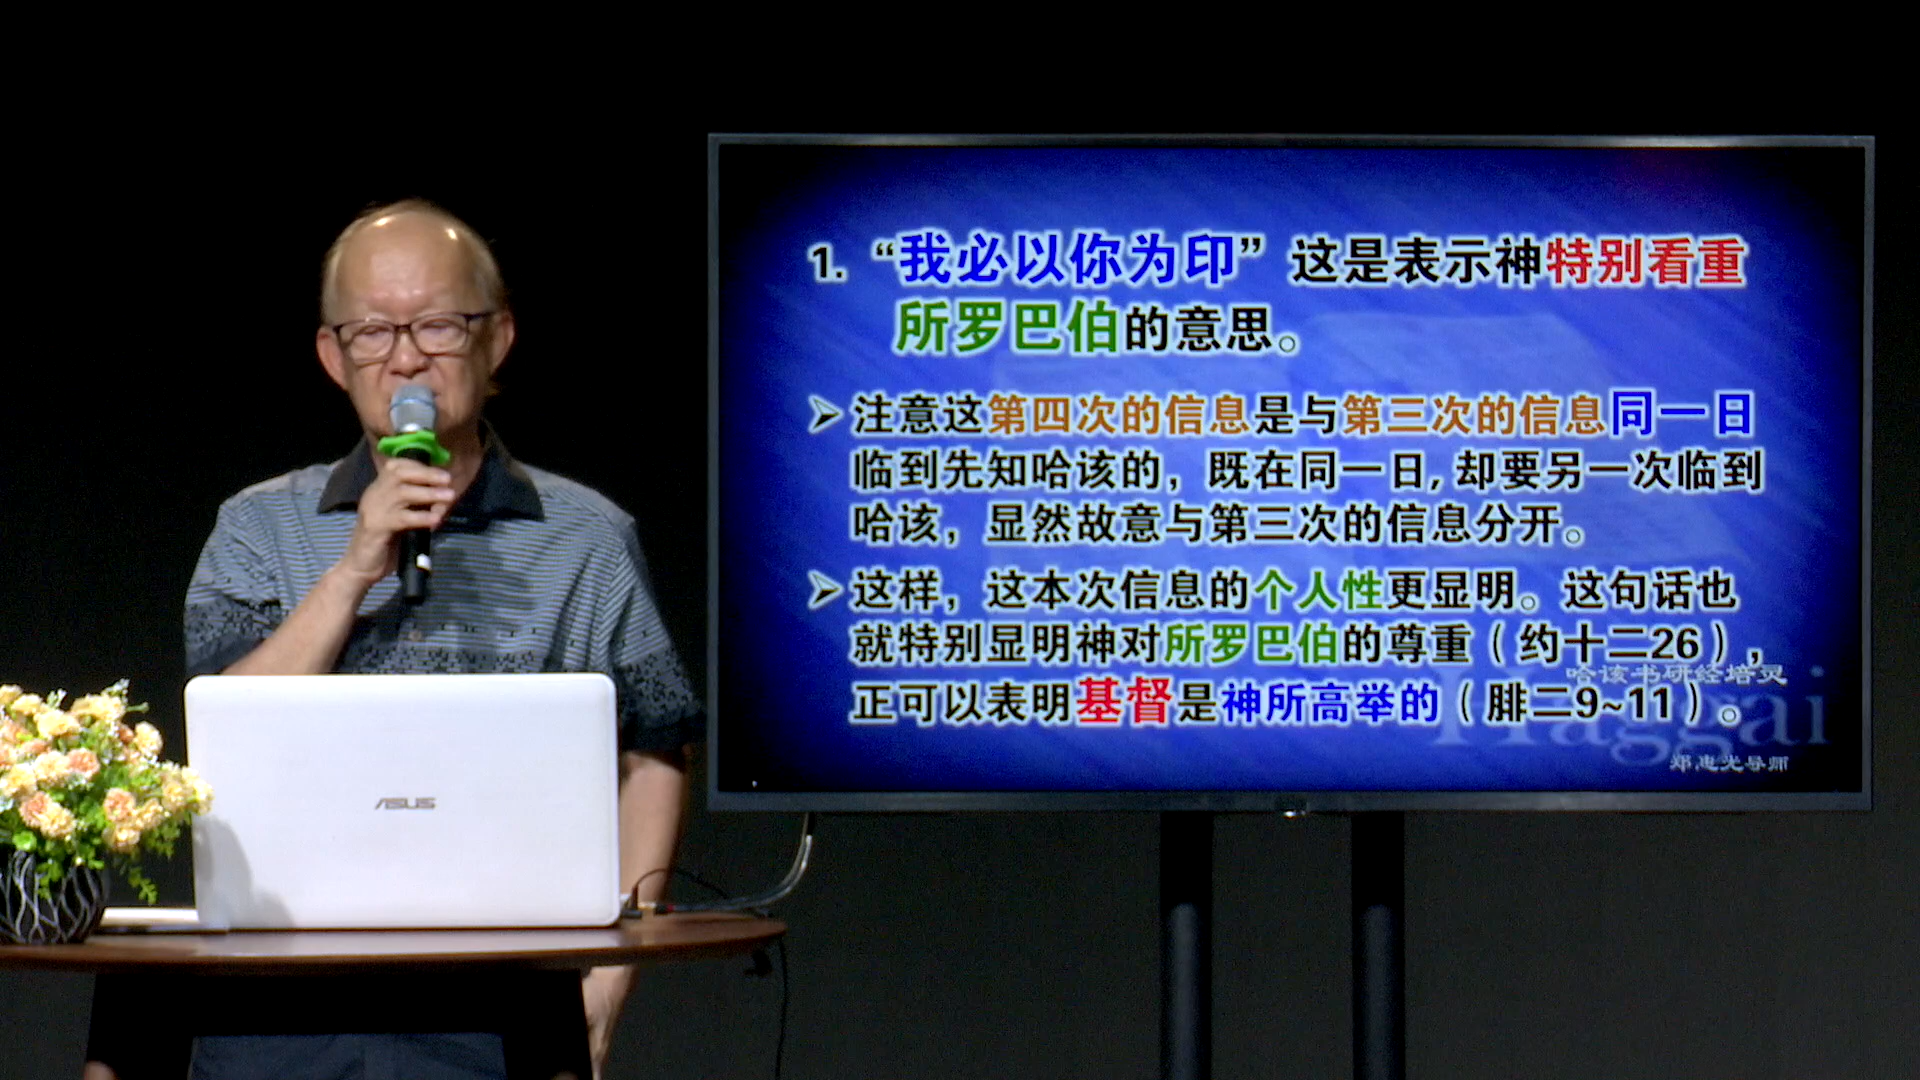 1. “我必以你为印”这是表示神特别看重
所罗巴伯的意思。
注意这第四次的信息是与第三次的信息同一日
临到先知哈该的，既在同一日,却要另一次临到
哈该，显然故意与第三次的信息分开。
这样，这本次信息的个人性更显明。这句话也
就特别显明神对所罗巴伯的尊重（约十二26），
正可以表明基督是神所高举的（腓二9~11）。
哈该书研经培灵
Haggai
郑惠光导师
ASUS